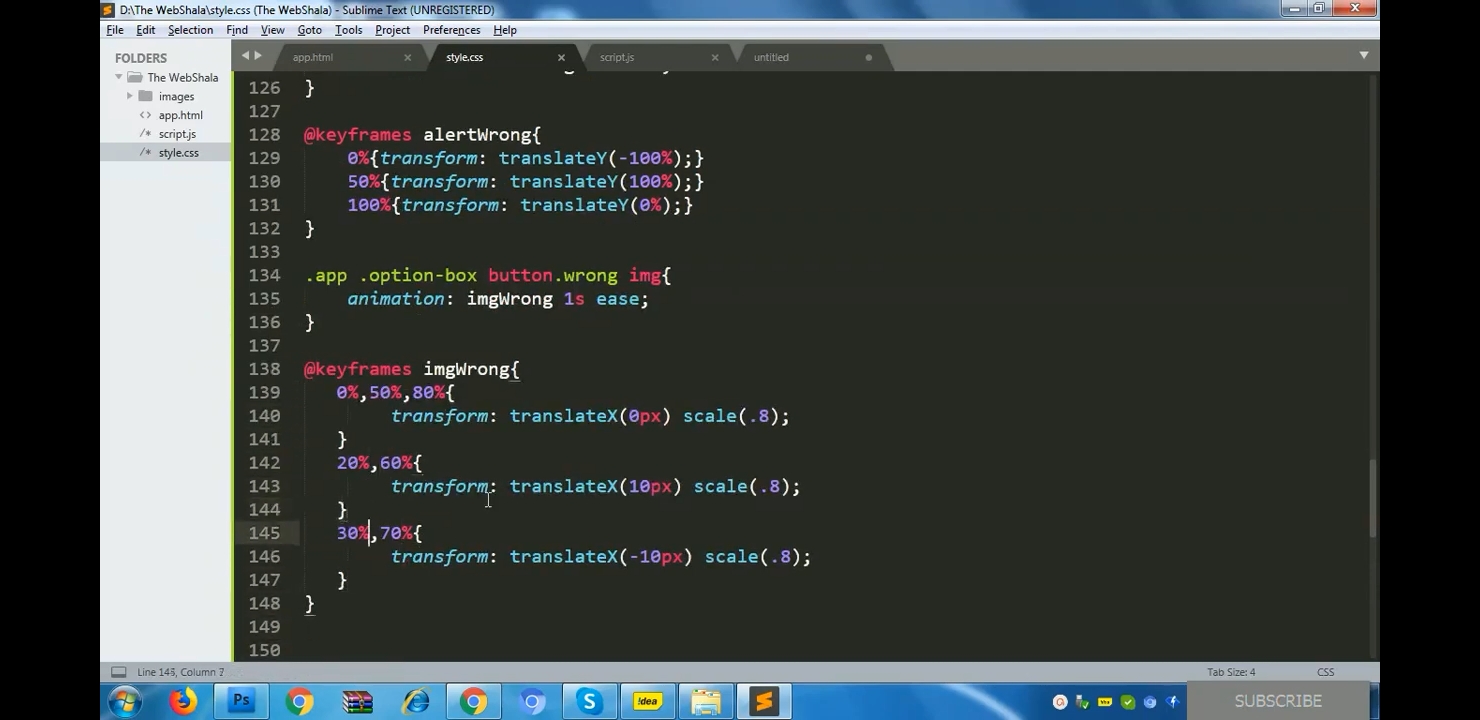 D:\The WebShala\style.css (The WebShala) - Sublime Text (UNREGISTERED)
File Edit Selection Find View Goto Tools Project Preferences Help
FOLDERS
The WebShala
images
app.html
script.js
style.css
app.html style.css script.js untitled
126 }
127
128 @keyframes alertWrong{
129 0%{transform: translateY(-100%);}
130 50%{transform: translateY(100%);}
131 100%{transform: translateY(0%);}
132 }
133
134 .app .option-box button.wrong img{
135 animation: imgWrong 1s ease;
136 }
137
138 @keyframes imgWrong{
139 0%,50%,80%{
140 transform: translateX(0px) scale(.8);
141 }
142 20%,60%{
143 transform: translateX(10px) scale(.8);
144 }
145 30%,70%{
146 transform: translateX(-10px) scale(.8);
147 }
148 }
149
150
Line 145, Column 7 Tab Size: 4 CSS
Ps S !dea SUBSCRIBE